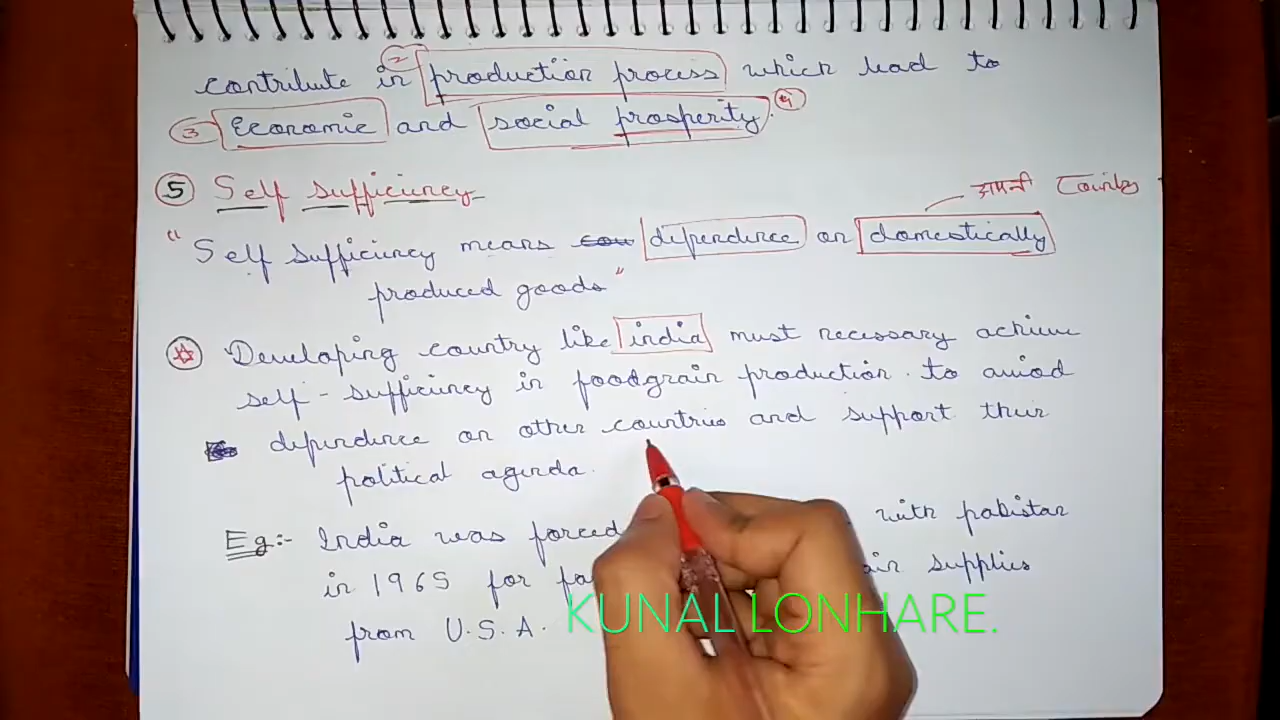 contribute in ② production process which lead to
③ Economic and social prosperity. ④
⑤ Self sufficiency
"Self sufficiency means dependence on domestically
produced goods"
Developing country like india must necessary achieve
self-sufficiency in foodgrain production. to aviod
dependence on other countries and support their
political agenda.
Eg:- India was forced with pakistan
in 1965 for supplies
from U.S.A.
KUNAL LONHARE.